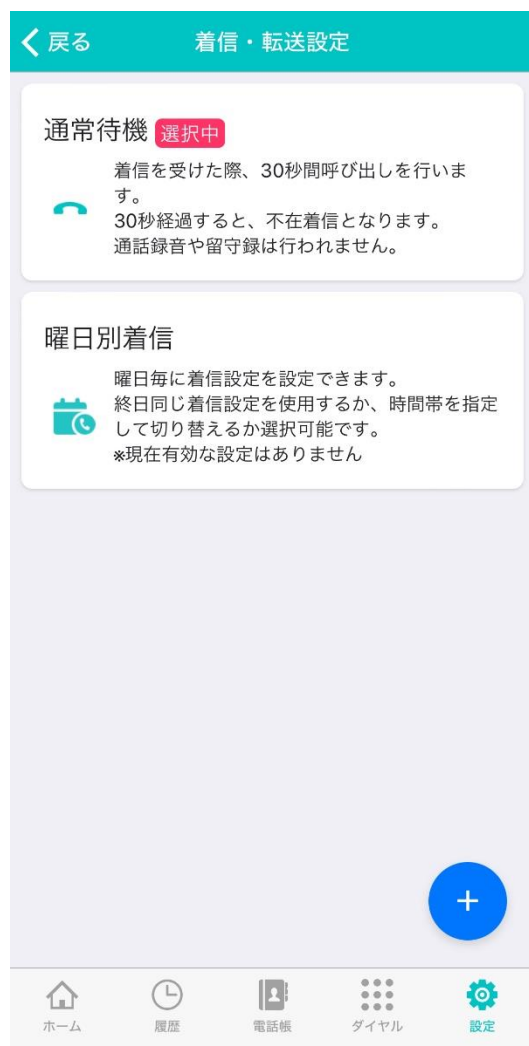 戻る
着信・転送設定
通常待機 選択中
着信を受けた際、30秒間呼び出しを行いま
す。
30秒経過すると、不在着信となります。
通話録音や留守録は行われません。
曜日別着信
曜日毎に着信設定を設定できます。
終日同じ着信設定を使用するか、時間帯を指定
して切り替えるか選択可能です。
※現在有効な設定はありません
+
ホーム
履歴
電話帳
ダイヤル
設定